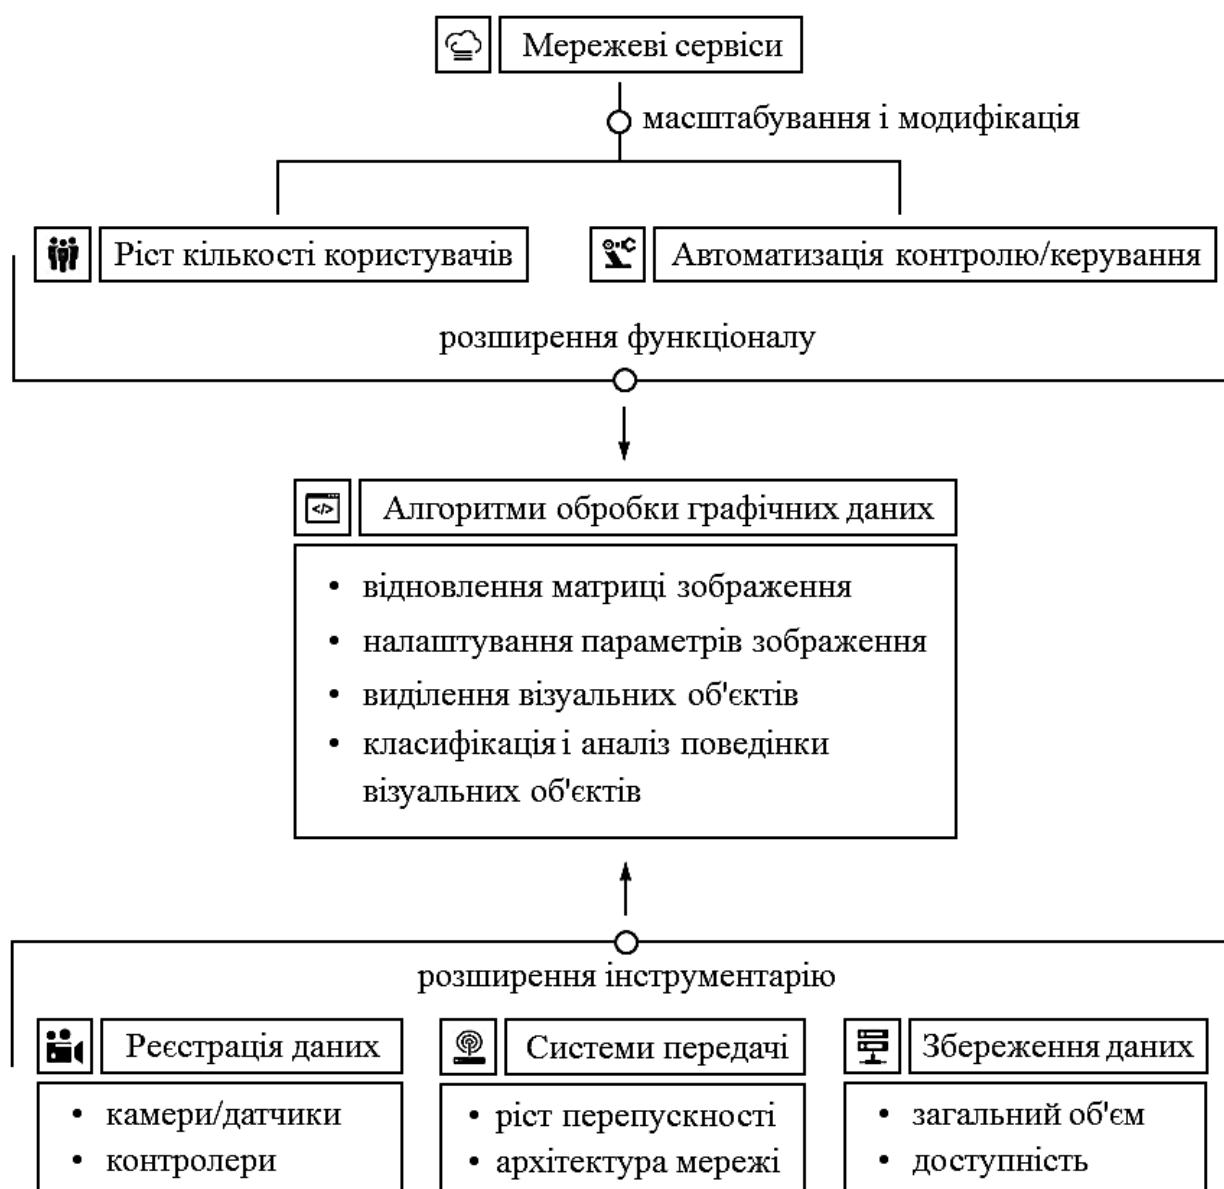 Мережеві сервіси
масштабування і модифікація
Ріст кількості користувачів
Автоматизація контролю/керування
розширення функціоналу
Алгоритми обробки графічних даних
• відновлення матриці зображення
• налаштування параметрів зображення
• виділення візуальних об'єктів
• класифікація і аналіз поведінки
візуальних об'єктів
розширення інструментарію
Реєстрація даних
• камери/датчики
• контролери
Системи передачі
• ріст перепускності
• архітектура мережі
Збереження даних
• загальний об'єм
• доступність